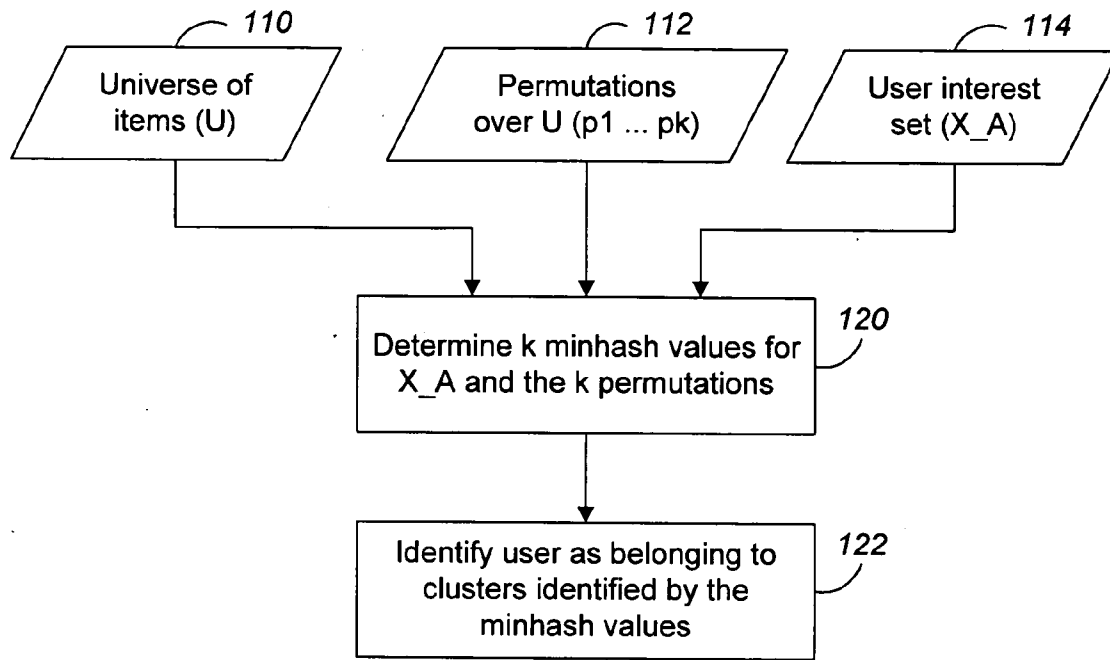 110
112
114
Universe of
items (U)
Permutations
over U (p1 ... pk)
User interest
set (X_A)
120
Determine k minhash values for
X_A and the k permutations
122
Identify user as belonging to
clusters identified by the
minhash values